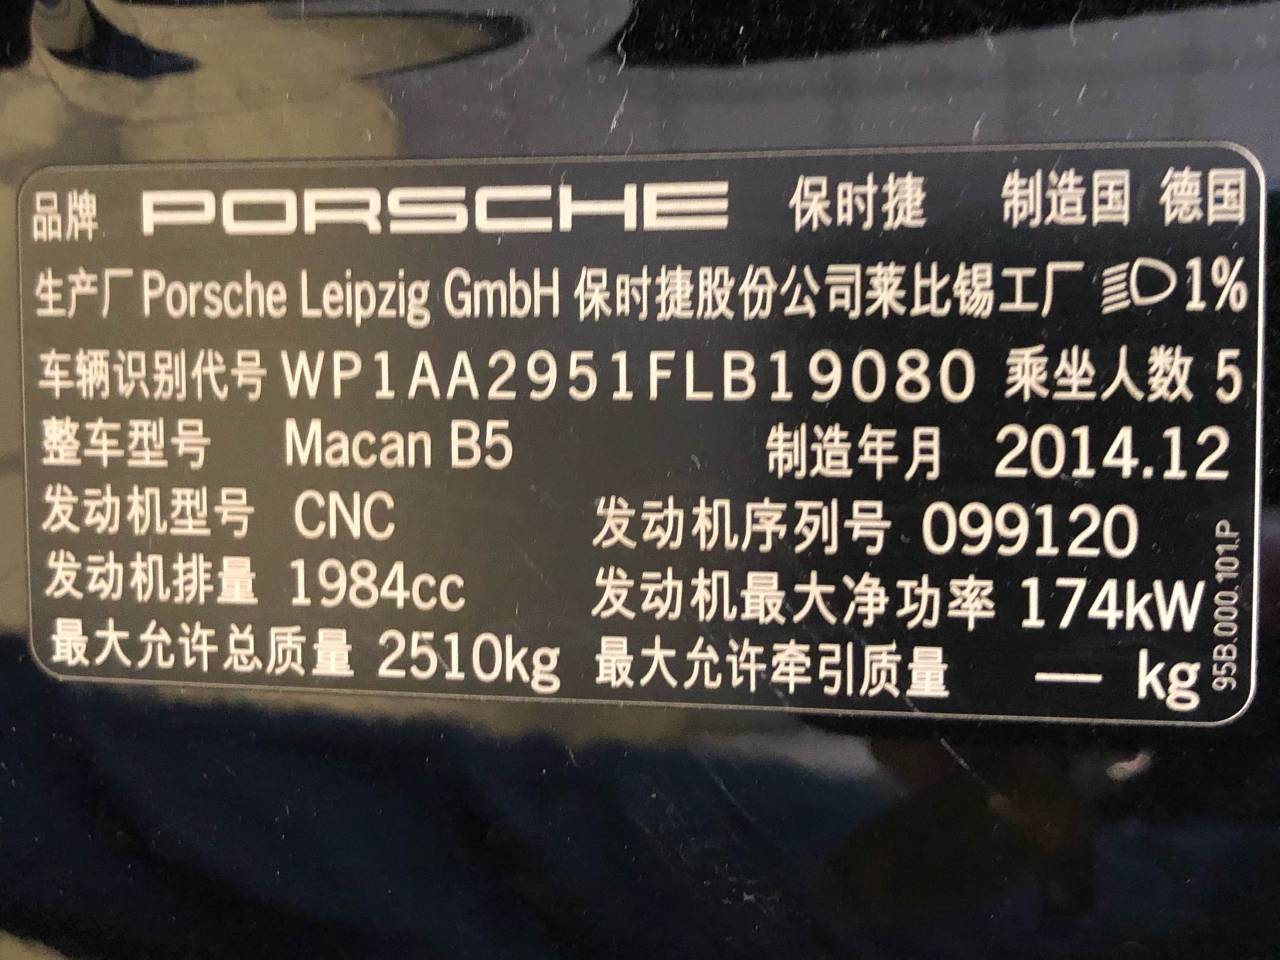 品牌 PORSCHE 保时捷 制造国 德国
生产厂 Porsche Leipzig GmbH 保时捷股份公司莱比锡工厂 1%
车辆识别代号 WP1AA2951FLB19080 乘坐人数 5
整车型号 Macan B5 制造年月 2014.12
发动机型号 CNC 发动机序列号 099120
发动机排量 1984cc 发动机最大净功率 174kW
最大允许总质量 2510kg 最大允许牵引质量 — kg
95B.000.101.P